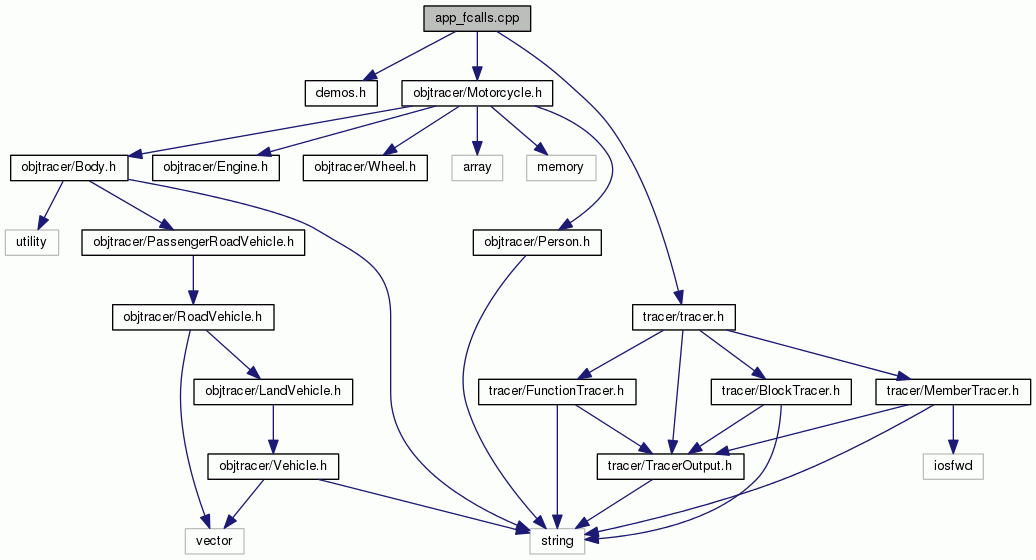 app_fcalls.cpp
demos.h
objtracer/Motorcycle.h
objtracer/Body.h
objtracer/Engine.h
objtracer/Wheel.h
array
memory
utility
objtracer/PassengerRoadVehicle.h
objtracer/Person.h
objtracer/RoadVehicle.h
tracer/tracer.h
objtracer/LandVehicle.h
tracer/FunctionTracer.h
tracer/BlockTracer.h
tracer/MemberTracer.h
objtracer/Vehicle.h
tracer/TracerOutput.h
iosfwd
vector
string